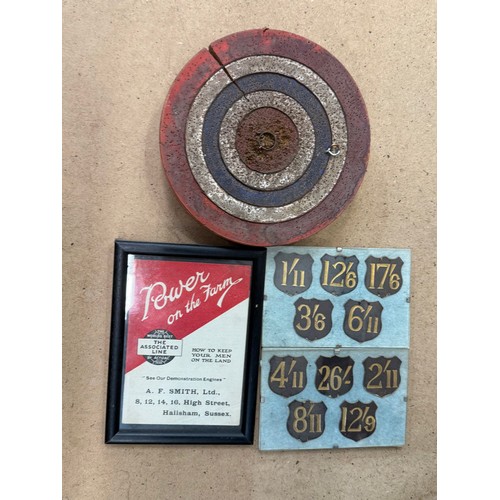 Power
on the Farm
THE
ASSOCIATED
LINE
HOW TO KEEP
YOUR MEN
ON THE LAND
"See Our Demonstration Engines"
A. F. SMITH, Ltd.,
8, 12, 14, 16, High Street,
Hailsham, Sussex.
1/11 12/6 17/6
3/6 6/11
4/11 26/- 2/11
8/11 12/9